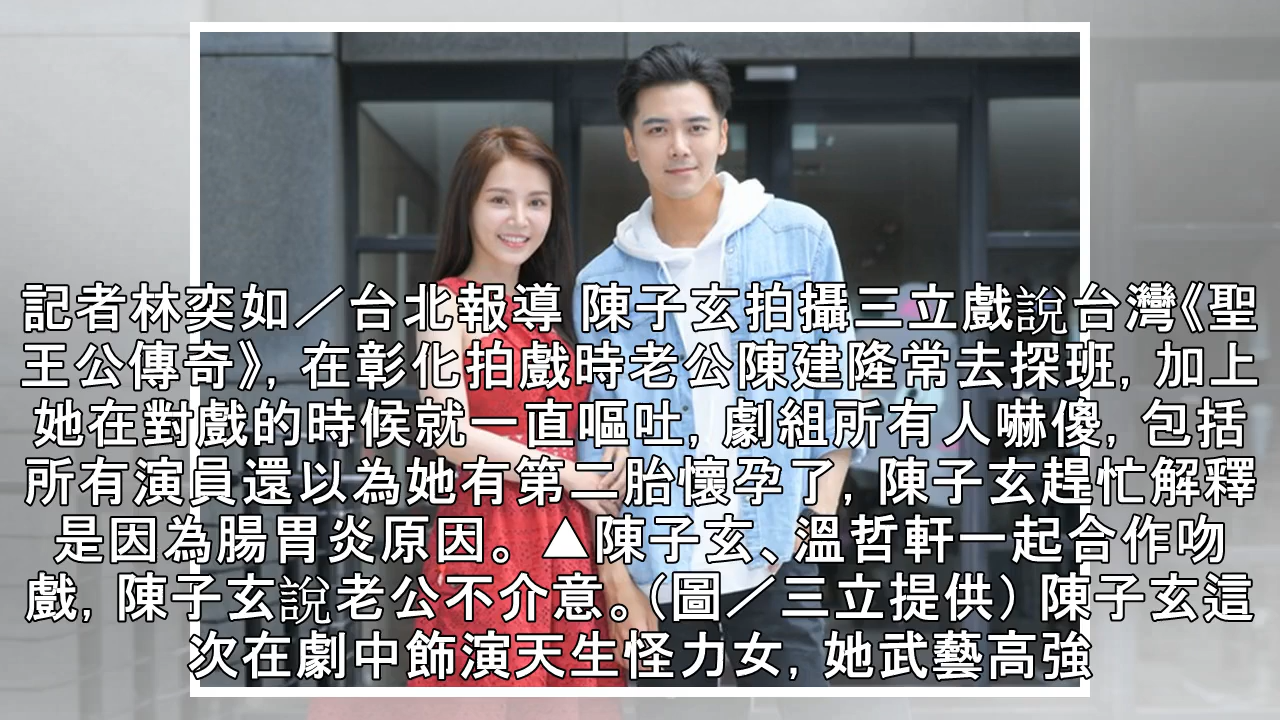 記者林奕如／台北報導 陳子玄拍攝三立戲說台灣《聖
王公傳奇》, 在彰化拍戲時老公陳建隆常去探班, 加上
她在對戲的時候就一直嘔吐, 劇組所有人嚇傻, 包括
所有演員還以為她有第二胎懷孕了, 陳子玄趕忙解釋
是因為腸胃炎原因。▲陳子玄、溫哲軒一起合作吻
戲, 陳子玄說老公不介意。(圖／三立提供) 陳子玄這
次在劇中飾演天生怪力女, 她武藝高強